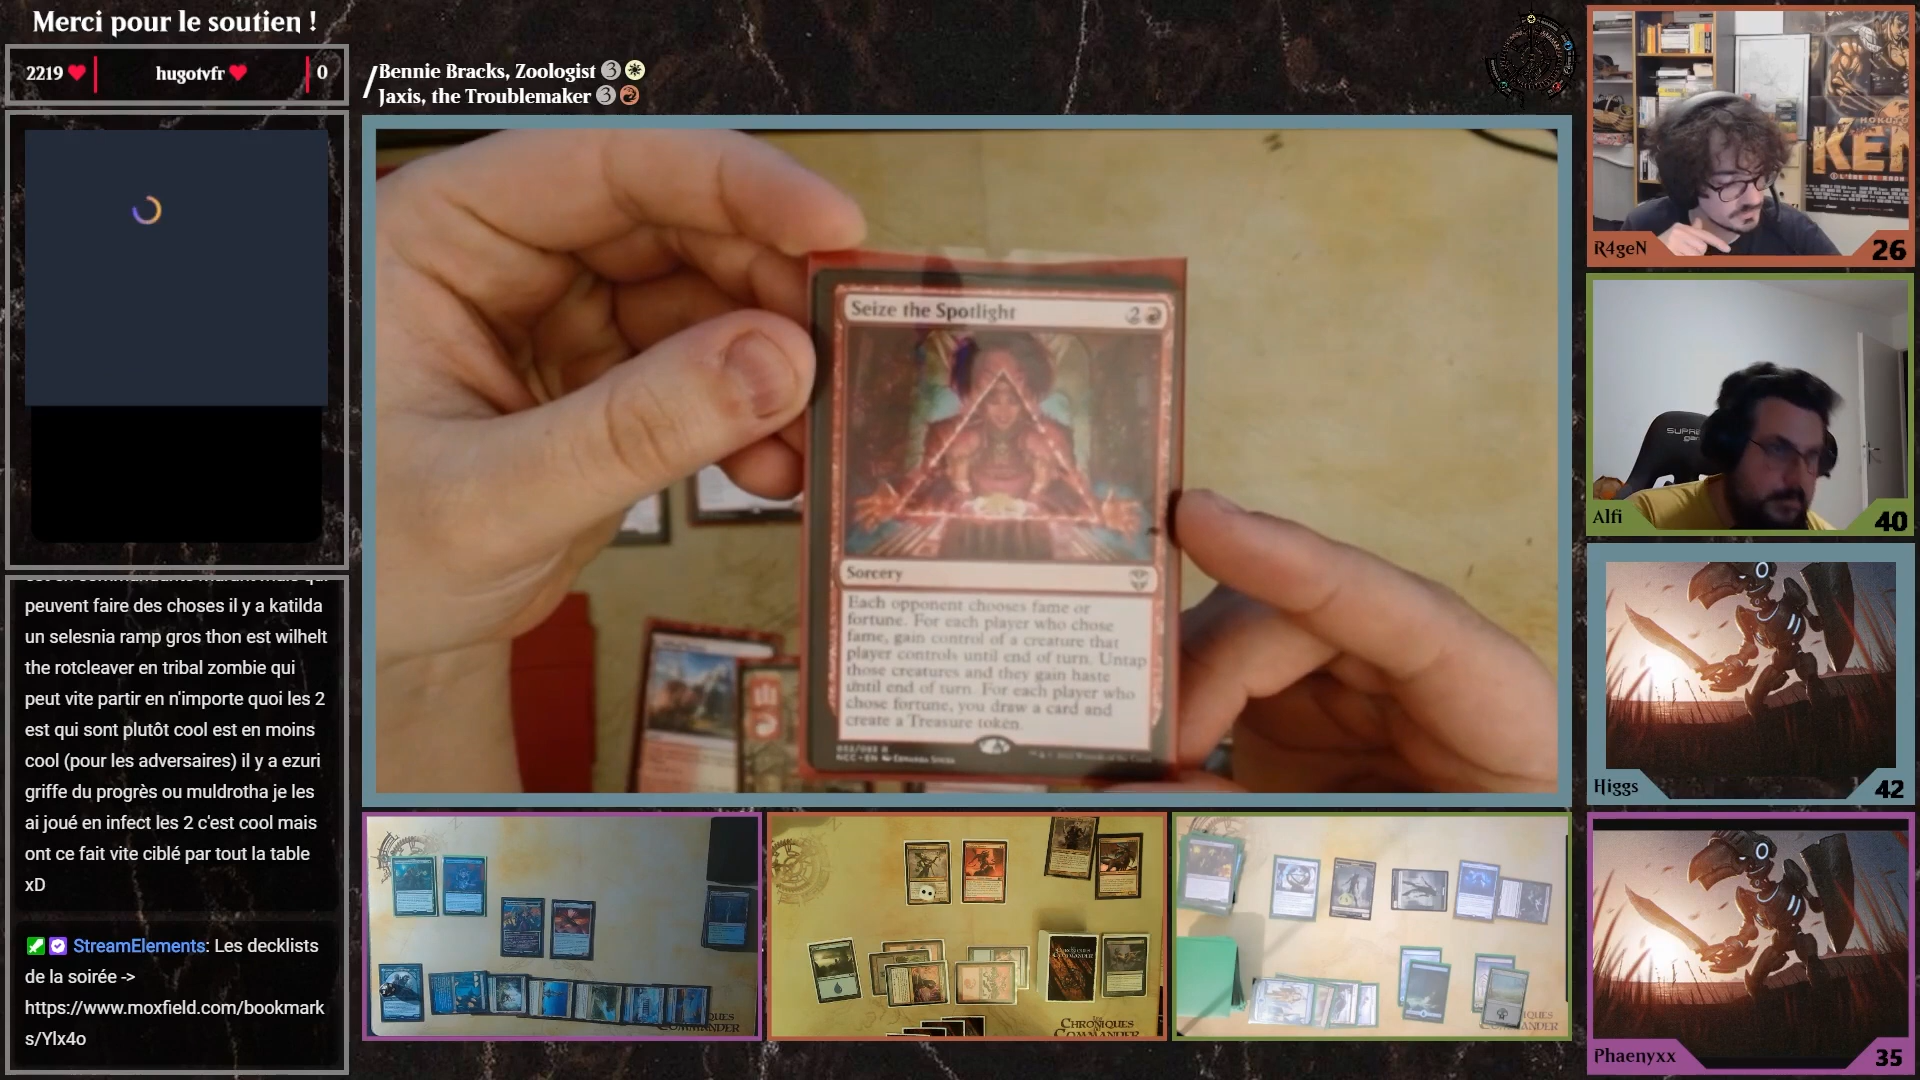 Merci pour le soutien !
2219
hugotvfr
0
Bennie Bracks, Zoologist 3
Jaxis, the Troublemaker 3
peuvent faire des choses il y a katilda
un selesnia ramp gros thon est wilhelt
the rotcleaver en tribal zombie qui
peut vite partir en n'importe quoi les 2
est qui sont plutôt cool est en moins
cool (pour les adversaires) il y a ezuri
griffe du progrès ou muldrotha je les
ai joué en infect les 2 c'est cool mais
ont ce fait vite ciblé par tout la table
xD
StreamElements: Les decklists
de la soirée ->
https://www.moxfield.com/bookmark
s/Ylx4o
Seize the Spotlight 2
Sorcery
Each opponent chooses fame or
fortune. For each player who chose
fame, gain control of a creature that
player controls until end of turn. Untap
those creatures and they gain haste
until end of turn. For each player who
chose fortune, you draw a card and
create a Treasure token.
CHRONIQUES
COMMANDER
HOKUTO
KEN
R4geN
26
Alfi
40
Higgs
42
Phaenyxx
35